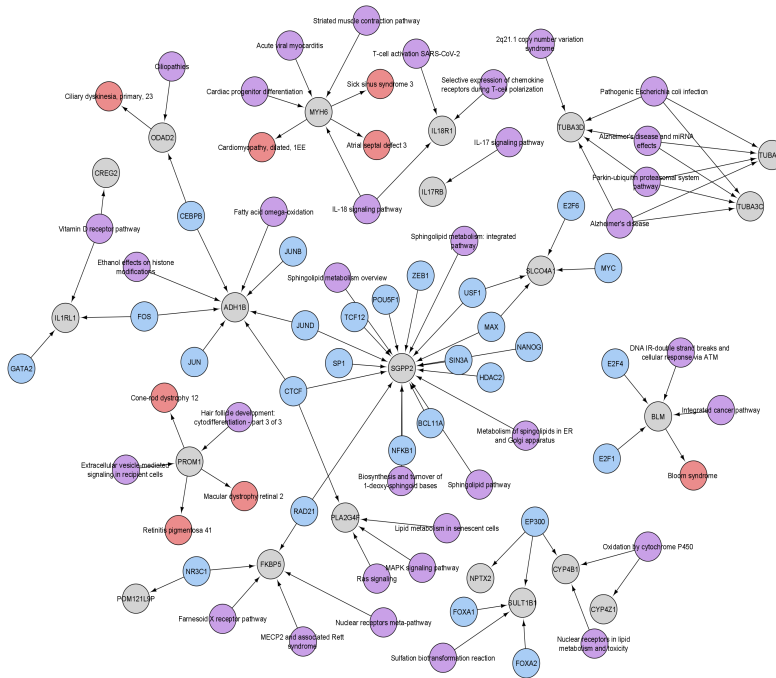 Striated muscle contraction pathway
Acute viral myocarditis
2q21.1 copy number variation
syndrome
T-cell activation SARS-CoV-2
Ciliopathies
Sick sinus syndrome 3
Selective expression of chemokine
receptors during T-cell polarization
Pathogenic Escherichia coli infection
Ciliary dyskinesia, primary, 23
Cardiac progenitor differentiation
MYH6
ODAD2
IL18R1
TUBA3D
Alzheimer's disease and miRNA
effects
Cardiomyopathy, dilated, 1EE
Atrial septal defect 3
IL-17 signaling pathway
TUBA
CREG2
Parkin-ubiquitin proteasomal system
pathway
IL17RB
TUBA3C
CEBPB
Fatty acid omega-oxidation
IL-18 signaling pathway
Vitamin D receptor pathway
Alzheimer's disease
E2F6
Sphingolipid metabolism: integrated
pathway
JUNB
Ethanol effects on histone
modifications
ZEB1
SLCO4A1
MYC
Sphingolipid metabolism overview
USF1
POU5F1
ADH1B
IL1RL1
FOS
JUND
TCF12
MAX
NANOG
GATA2
JUN
SP1
SIN3A
SGPP2
HDAC2
DNA IR-double strand breaks and
cellular response via ATM
E2F4
CTCF
Cone-rod dystrophy 12
Hair follicle development:
cytodifferentiation - part 3 of 3
BCL11A
Metabolism of spingolipids in ER
and Golgi apparatus
BLM
Integrated cancer pathway
NFKB1
E2F1
PROM1
Extracellular vesicle-mediated
signaling in recipient cells
Biosynthesis and turnover of
1-deoxy-sphingoid bases
Sphingolipid pathway
Bloom syndrome
Macular dystrophy retinal 2
RAD21
PLA2G4F
Lipid metabolism in senescent cells
EP300
Retinitis pigmentosa 41
Oxidation by cytochrome P450
NR3C1
FKBP5
Ras signaling
MAPK signaling pathway
NPTX2
CYP4B1
POM121L9P
CYP4Z1
FOXA1
SULT1B1
Farnesoid X receptor pathway
Nuclear receptors meta-pathway
MECP2 and associated Rett
syndrome
Nuclear receptors in lipid
metabolism and toxicity
Sulfation biotransformation reaction
FOXA2